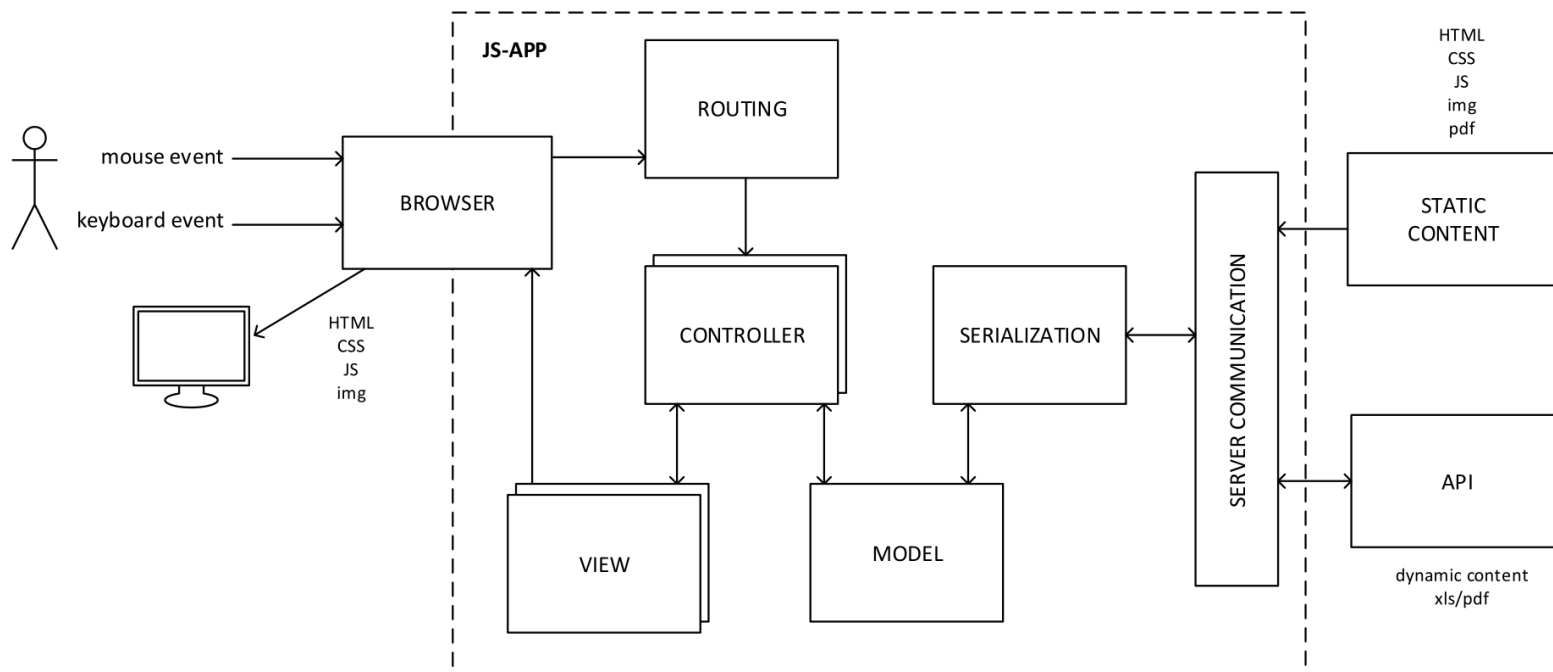 JS-APP
ROUTING
mouse event
keyboard event
BROWSER
HTML
CSS
JS
img
CONTROLLER
VIEW
MODEL
SERIALIZATION
SERVER COMMUNICATION
HTML
CSS
JS
img
pdf
STATIC
CONTENT
API
dynamic content
xls/pdf